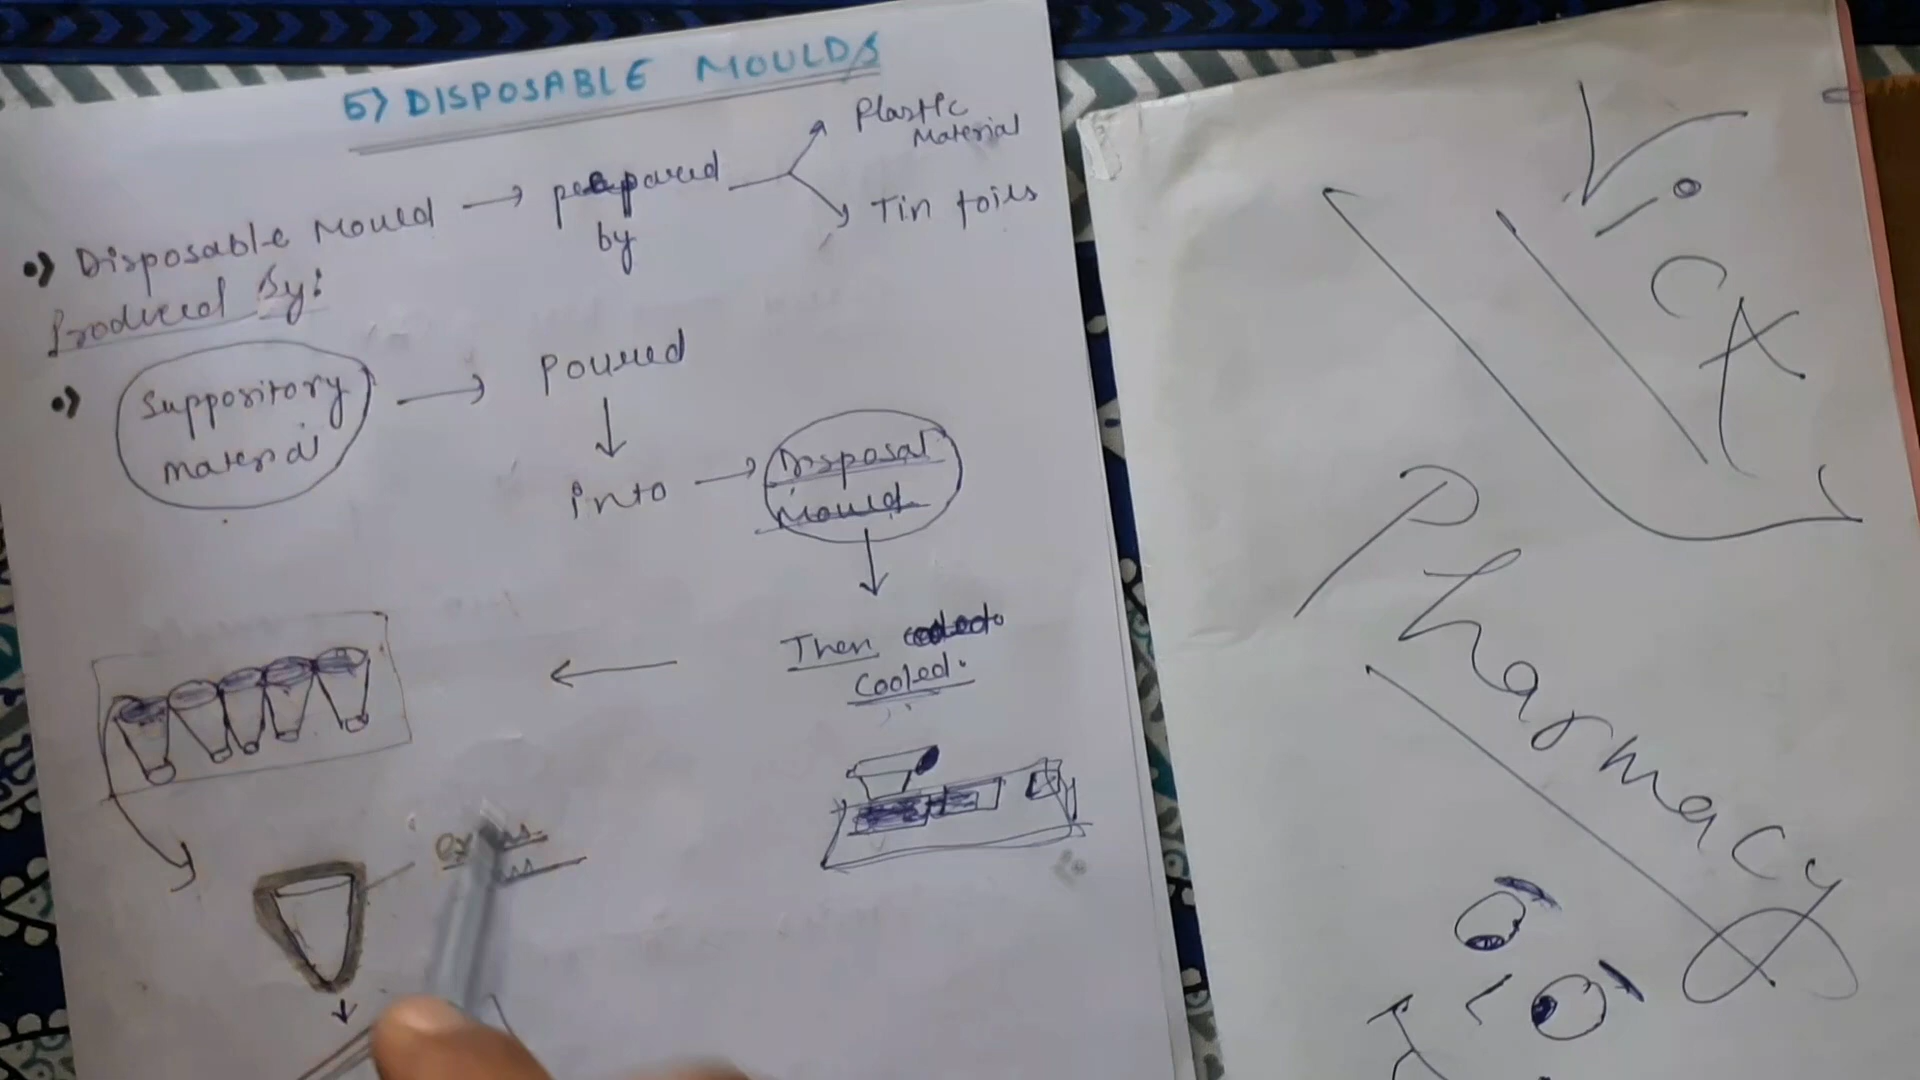 5) DISPOSABLE MOULDS
•) Disposable Mould → prepared by
Plastic Material
Tin foils
Produced By:
•) Suppository material → Poured
↓
into → Disposal Mould
↓
Then
Cooled.
Vicx
Pharmacy